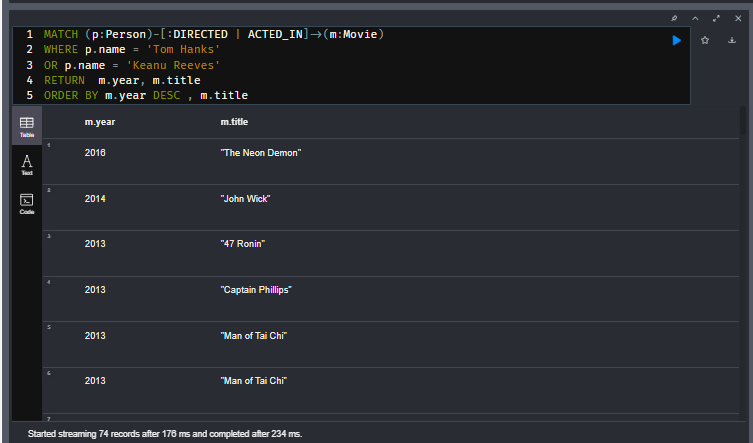 1 MATCH (p:Person)-[:DIRECTED | ACTED_IN]->(m:Movie)
2 WHERE p.name = 'Tom Hanks'
3 OR p.name = 'Keanu Reeves'
4 RETURN  m.year, m.title
5 ORDER BY m.year DESC , m.title
Table
m.year m.title
1
2016 "The Neon Demon"
A
Text
2
2014 "John Wick"
Code
3
2013 "47 Ronin"
4
2013 "Captain Phillips"
5
2013 "Man of Tai Chi"
6
2013 "Man of Tai Chi"
7
Started streaming 74 records after 176 ms and completed after 234 ms.